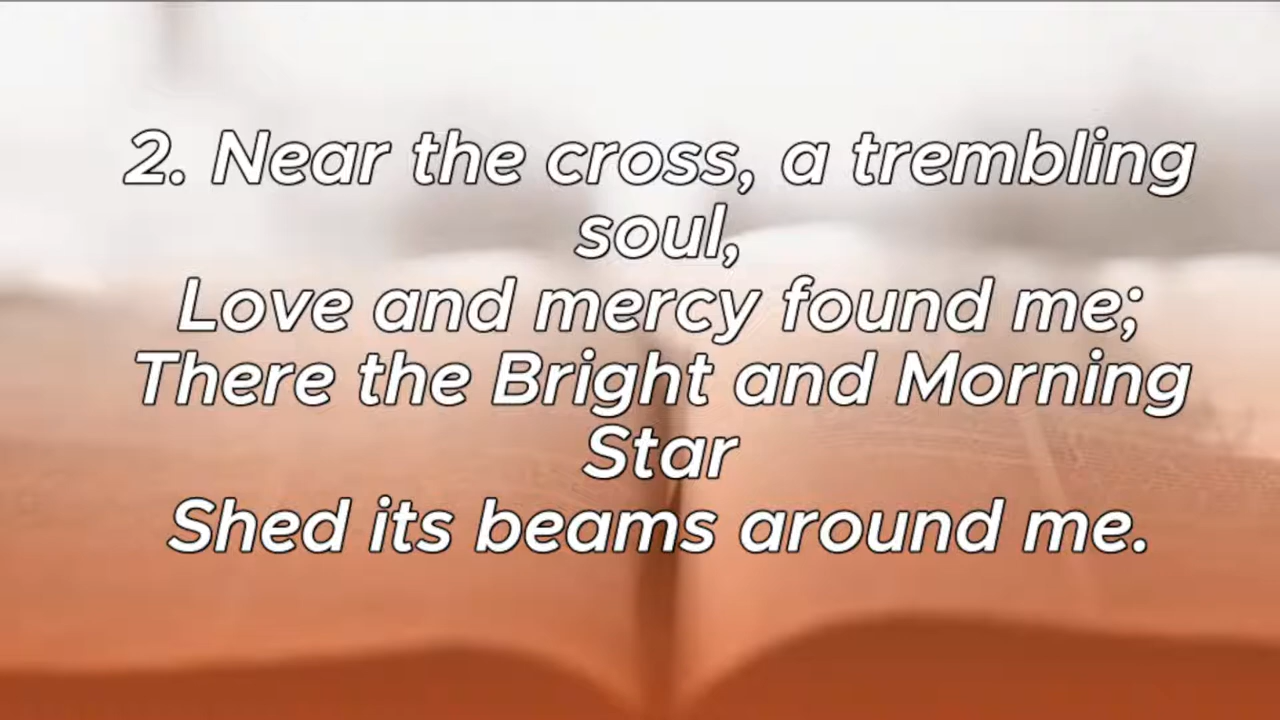 2. Near the cross, a trembling
soul,
Love and mercy found me;
There the Bright and Morning
Star
Shed its beams around me.